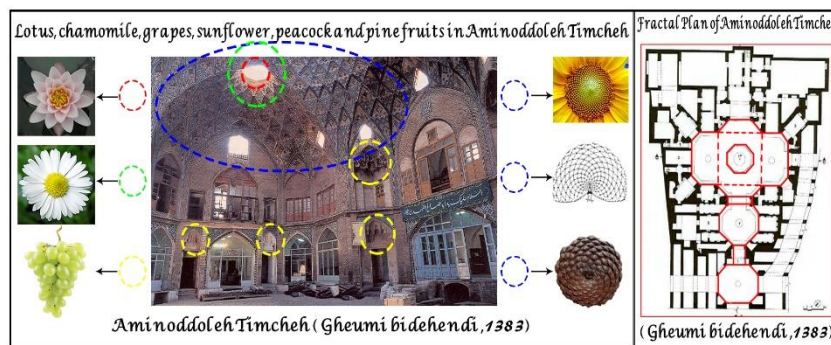 Lotus, chamomile, grapes, sunflower, peacock and pine fruits in Aminoddoleh Timcheh
Aminoddoleh Timcheh ( Gheumi bidehendi ,1383)
Fractal Plan of Aminoddoleh Timcheh
(Gheumi bidehendi ,1383)